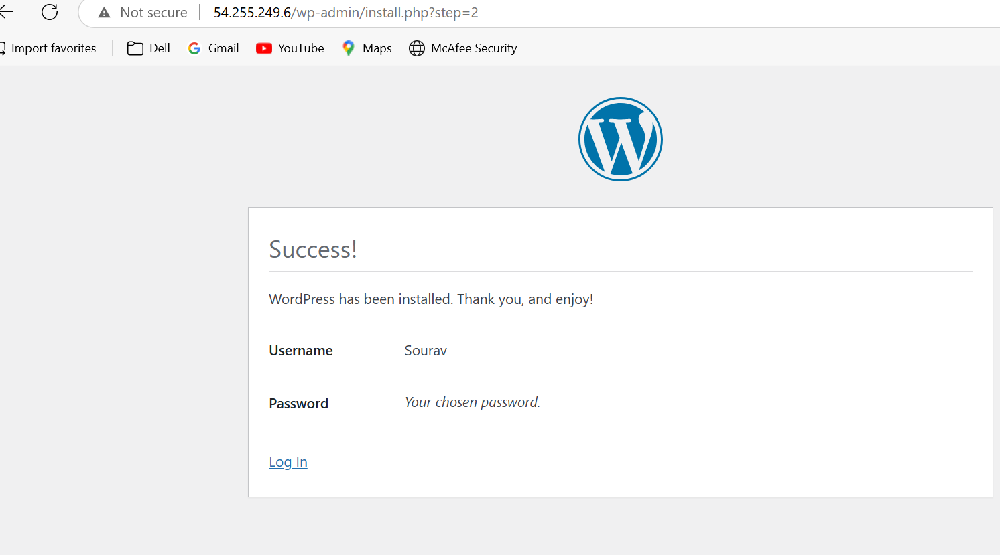 Not secure 54.255.249.6/wp-admin/install.php?step=2
Import favorites Dell Gmail YouTube Maps McAfee Security
Success!
WordPress has been installed. Thank you, and enjoy!
Username Sourav
Password Your chosen password.
Log In